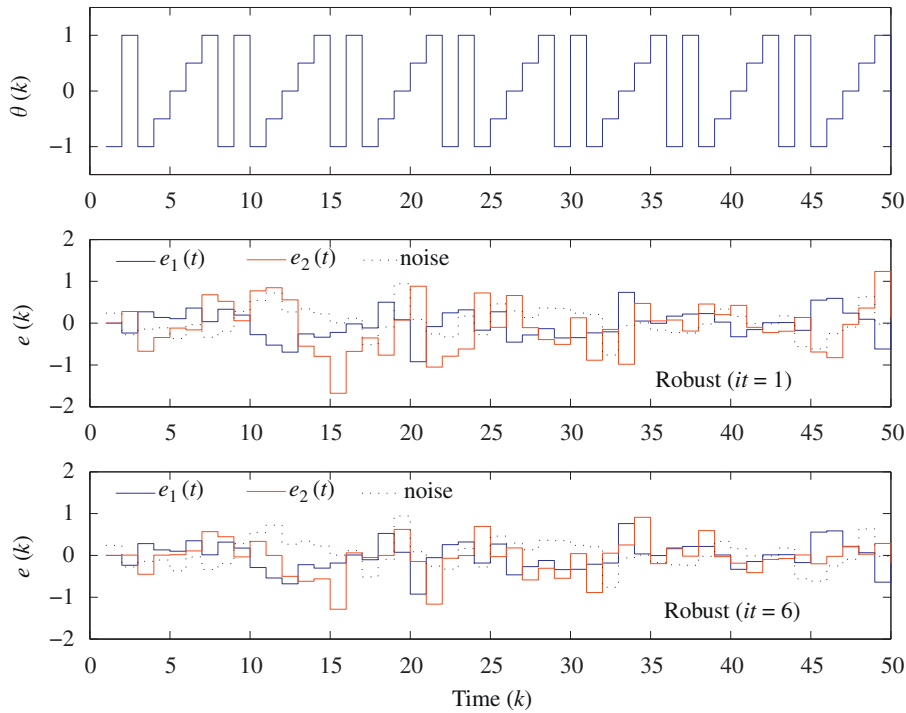 1
0
−1
θ (k)
0 5 10 15 20 25 30 35 40 45 50
2
1
0
−1
−2
e (k)
e1 (t) e2 (t) noise
Robust (it = 1)
0 5 10 15 20 25 30 35 40 45 50
2
1
0
−1
−2
e (k)
e1 (t) e2 (t) noise
Robust (it = 6)
0 5 10 15 20 25 30 35 40 45 50
Time (k)